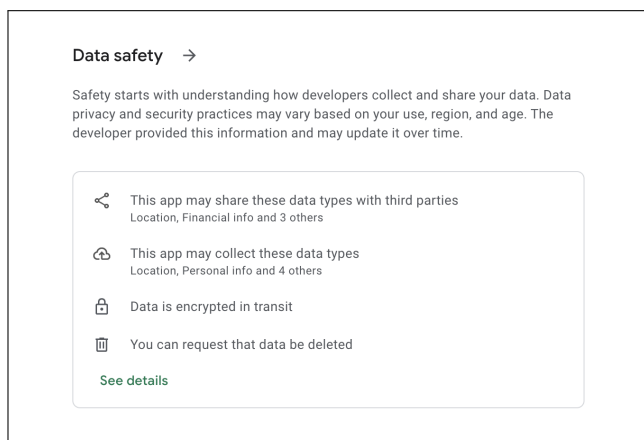 Data safety →
Safety starts with understanding how developers collect and share your data. Data
privacy and security practices may vary based on your use, region, and age. The
developer provided this information and may update it over time.
This app may share these data types with third parties
Location, Financial info and 3 others
This app may collect these data types
Location, Personal info and 4 others
Data is encrypted in transit
You can request that data be deleted
See details